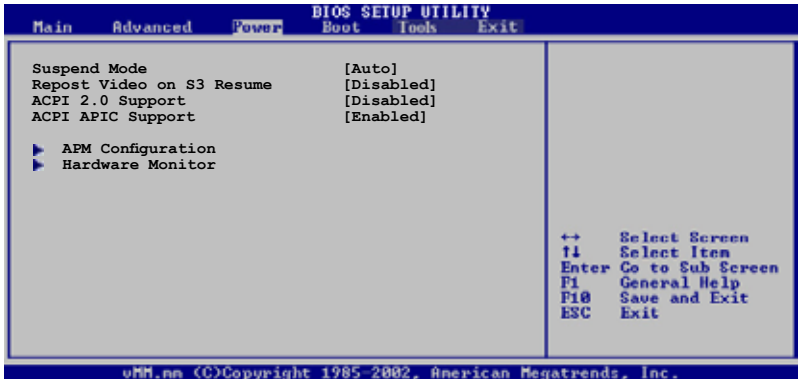 BIOS SETUP UTILITY
Main Advanced Power Boot Tools Exit
Suspend Mode [Auto]
Repost Video on S3 Resume [Disabled]
ACPI 2.0 Support [Disabled]
ACPI APIC Support [Enabled]
APM Configuration
Hardware Monitor
↔ Select Screen
↑↓ Select Item
Enter Go to Sub Screen
F1 General Help
F10 Save and Exit
ESC Exit
vMM.nn (C)Copyright 1985-2002, American Megatrends, Inc.